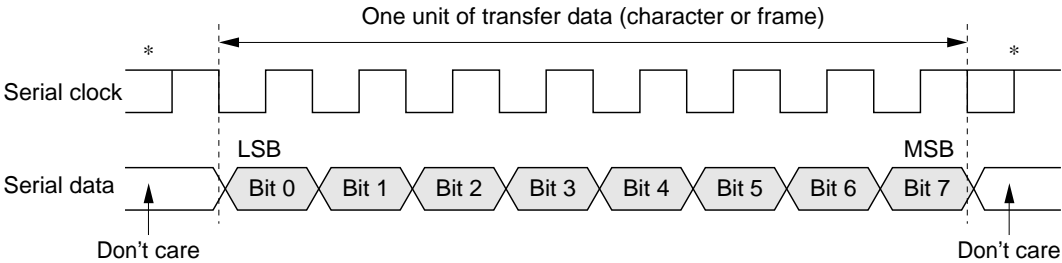 One unit of transfer data (character or frame)
* *
Serial clock
LSB MSB
Serial data Bit 0 Bit 1 Bit 2 Bit 3 Bit 4 Bit 5 Bit 6 Bit 7
Don't care Don't care